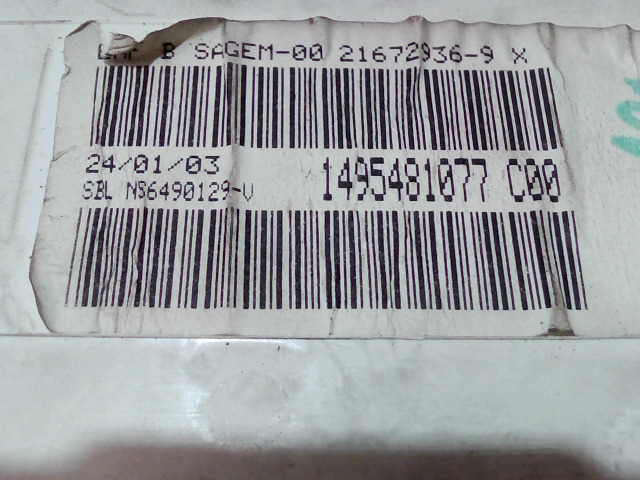 B SAGEM-00 21672936-9 X
24/01/03
1495481077 C00
SBL NS6490129-V